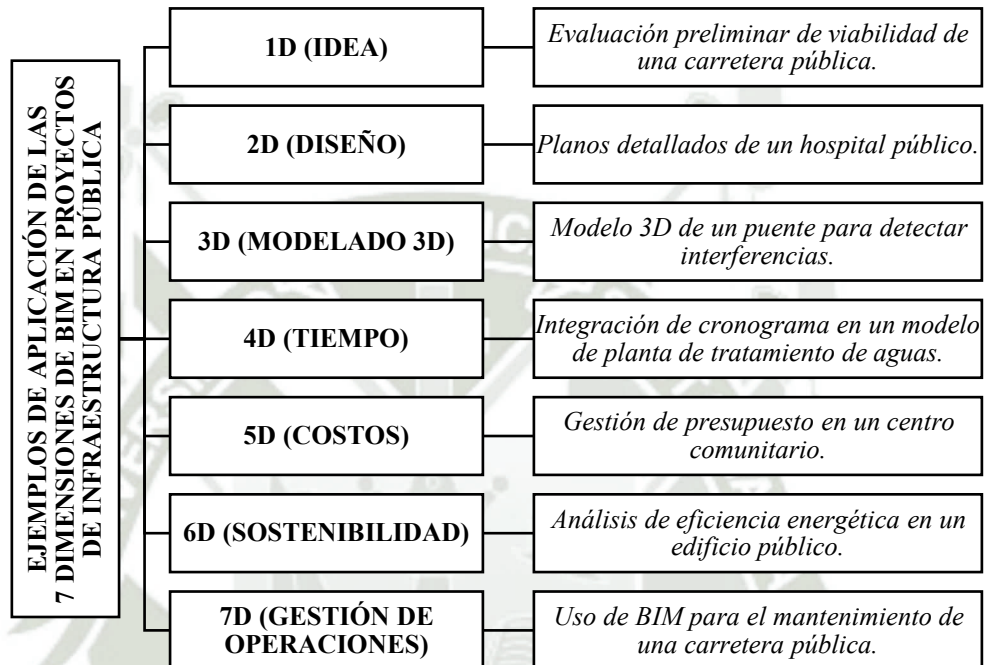 EJEMPLOS DE APLICACIÓN DE LAS
7 DIMENSIONES DE BIM EN PROYECTOS
DE INFRAESTRUCTURA PÚBLICA
1D (IDEA)
Evaluación preliminar de viabilidad de
una carretera pública.
2D (DISEÑO)
Planos detallados de un hospital público.
3D (MODELADO 3D)
Modelo 3D de un puente para detectar
interferencias.
4D (TIEMPO)
Integración de cronograma en un modelo
de planta de tratamiento de aguas.
5D (COSTOS)
Gestión de presupuesto en un centro
comunitario.
6D (SOSTENIBILIDAD)
Análisis de eficiencia energética en un
edificio público.
7D (GESTIÓN DE
OPERACIONES)
Uso de BIM para el mantenimiento de
una carretera pública.